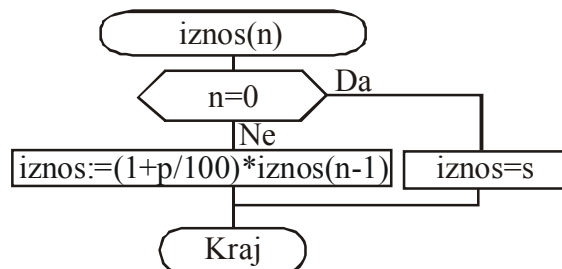 iznos(n)
Da
n=0
Ne
iznos:=(1+p/100)*iznos(n-1)
iznos=s
Kraj